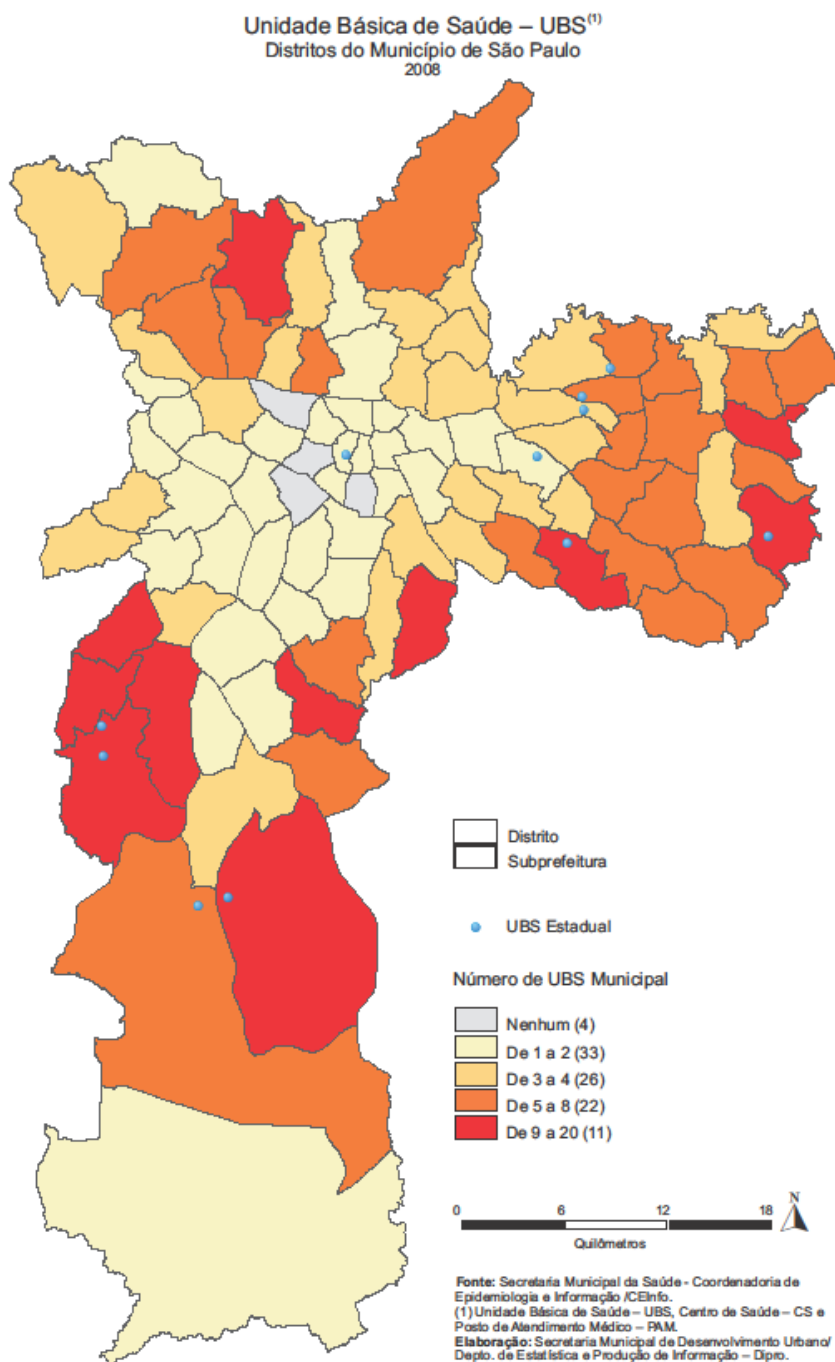 Unidade Básica de Saúde – UBS(1)
Distritos do Município de São Paulo
2008
Distrito
Subprefeitura
UBS Estadual
Número de UBS Municipal
Nenhum (4)
De 1 a 2 (33)
De 3 a 4 (26)
De 5 a 8 (22)
De 9 a 20 (11)
N
0 6 12 18
Quilômetros
Fonte: Secretaria Municipal da Saúde - Coordenadoria de
Epidemiologia e Informação /CEInfo.
(1) Unidade Básica de Saúde – UBS, Centro de Saúde – CS e
Posto de Atendimento Médico – PAM.
Elaboração: Secretaria Municipal de Desenvolvimento Urbano/
Depto. de Estatística e Produção de Informação – Dipro.